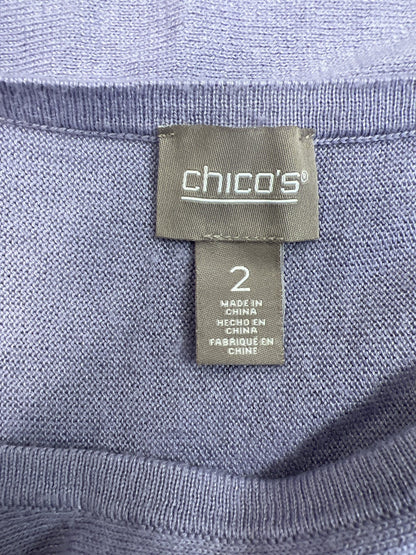 chico's®
2
MADE IN
CHINA
HECHO EN
CHINA
FABRIQUÉ EN
CHINE